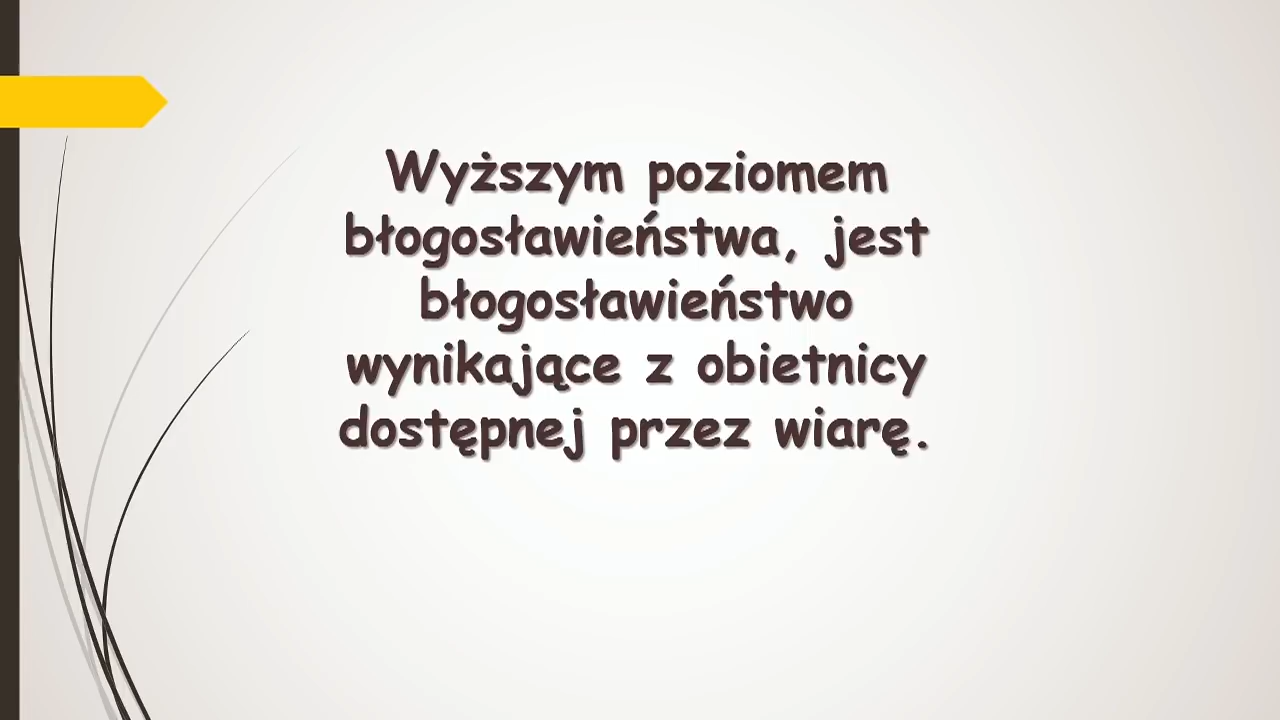 Wyższym poziomem
błogosławieństwa, jest
błogosławieństwo
wynikające z obietnicy
dostępnej przez wiarę.